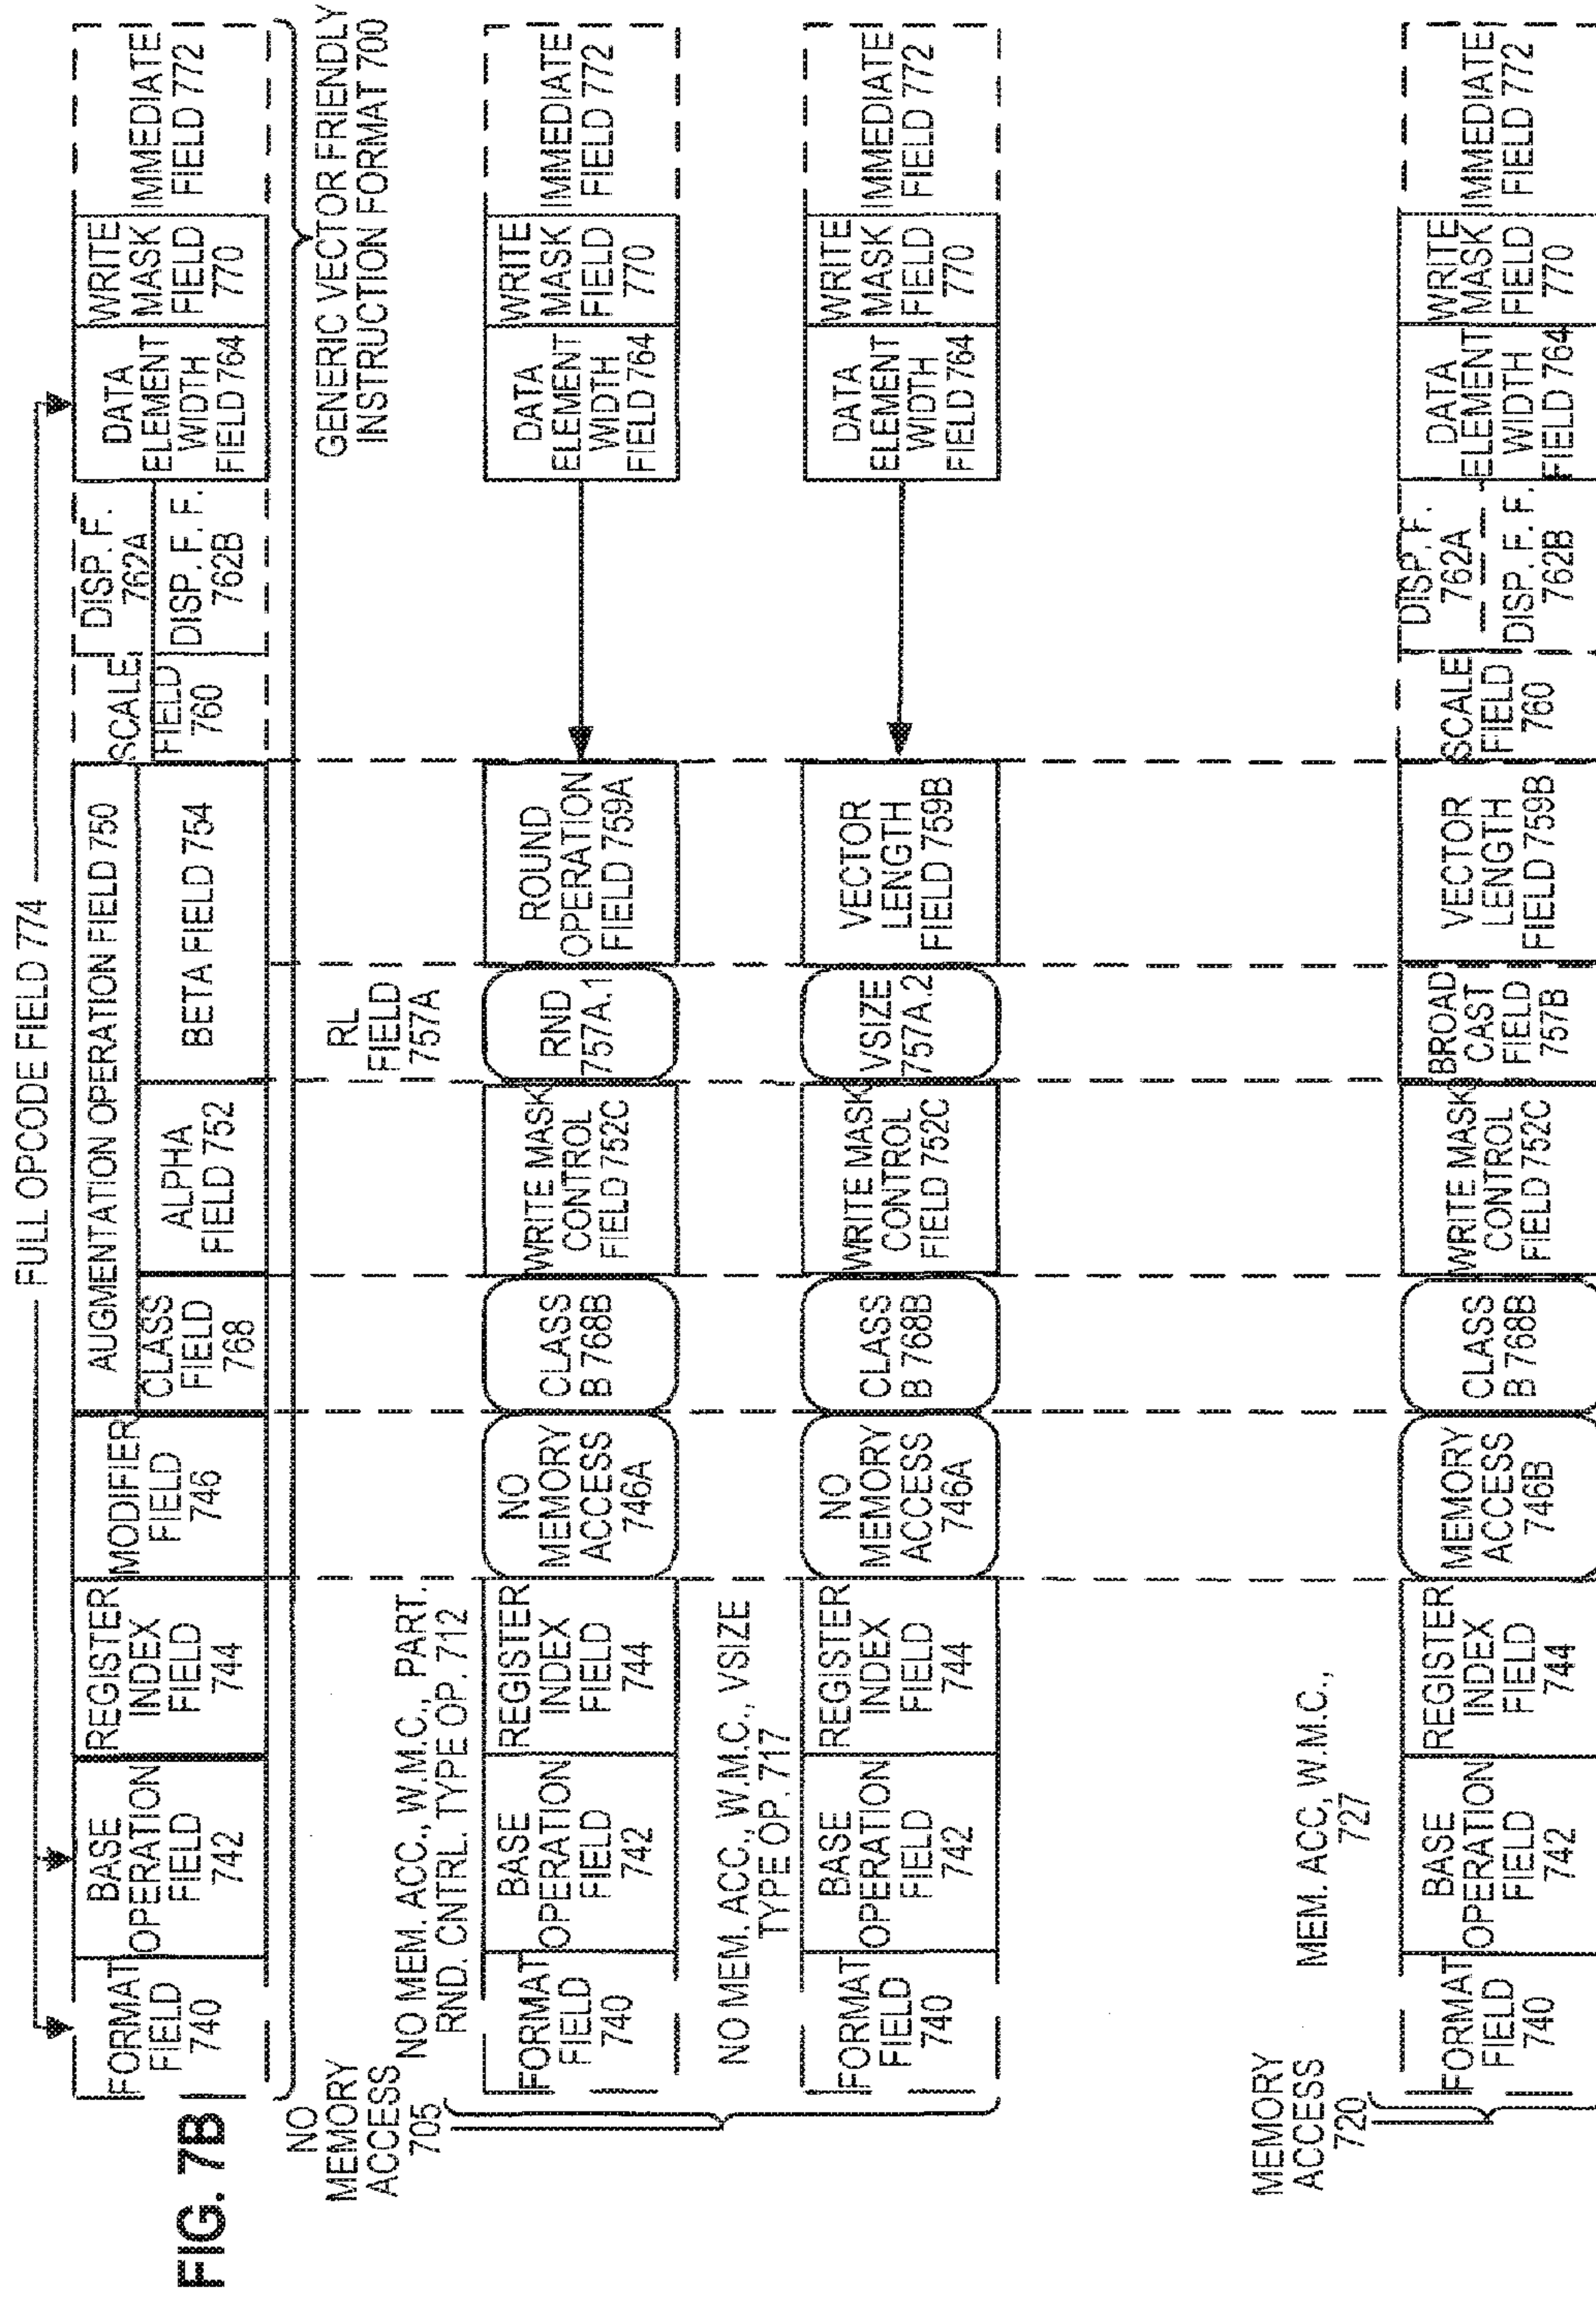 FIG. 7B
FULL OPCODE FIELD 774
FORMAT
FIELD
740
BASE
OPERATION
FIELD
742
REGISTER
INDEX
FIELD
744
MODIFIER
FIELD
746
AUGMENTATION OPERATION FIELD 750
CLASS
FIELD
768
ALPHA
FIELD 752
BETA FIELD 754
SCALE
FIELD
760
DISP. F.
762A
DISP. F. F.
762B
DATA
ELEMENT
WIDTH
FIELD 764
WRITE
MASK
FIELD
770
IMMEDIATE
FIELD 772
GENERIC VECTOR FRIENDLY
INSTRUCTION FORMAT 700
NO
MEMORY
ACCESS
705
RL
FIELD
757A
NO MEM. ACC., W.M.C., PART.
RND. CNTRL. TYPE OP. 712
FORMAT
FIELD
740
BASE
OPERATION
FIELD
742
REGISTER
INDEX
FIELD
744
NO
MEMORY
ACCESS
746A
CLASS
B 768B
WRITE MASK
CONTROL
FIELD 752C
RND
757A.1
ROUND
OPERATION
FIELD 759A
DATA
ELEMENT
WIDTH
FIELD 764
WRITE
MASK
FIELD
770
IMMEDIATE
FIELD 772
NO MEM. ACC., W.M.C., VSIZE
TYPE OP. 717
FORMAT
FIELD
740
BASE
OPERATION
FIELD
742
REGISTER
INDEX
FIELD
744
NO
MEMORY
ACCESS
746A
CLASS
B 768B
WRITE MASK
CONTROL
FIELD 752C
VSIZE
757A.2
VECTOR
LENGTH
FIELD 759B
DATA
ELEMENT
WIDTH
FIELD 764
WRITE
MASK
FIELD
770
IMMEDIATE
FIELD 772
MEMORY
ACCESS
720
MEM. ACC, W.M.C.,
727
FORMAT
FIELD
740
BASE
OPERATION
FIELD
742
REGISTER
INDEX
FIELD
744
MEMORY
ACCESS
746B
CLASS
B 768B
WRITE MASK
CONTROL
FIELD 752C
BROAD
CAST
FIELD
757B
VECTOR
LENGTH
FIELD 759B
SCALE
FIELD
760
DISP. F.
762A
DISP. F. F.
762B
DATA
ELEMENT
WIDTH
FIELD 764
WRITE
MASK
FIELD
770
IMMEDIATE
FIELD 772